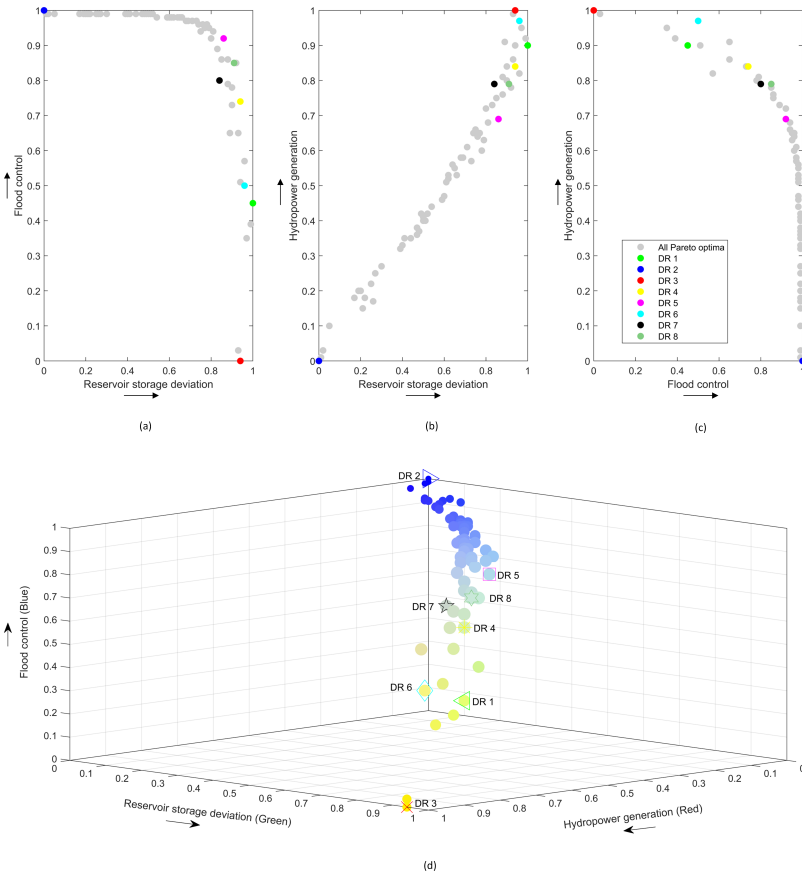 1
0.9
0.8
0.7
0.6
0.5
0.4
0.3
0.2
0.1
0
Flood control
0 0.2 0.4 0.6 0.8 1
Reservoir storage deviation
(a)
1
0.9
0.8
0.7
0.6
0.5
0.4
0.3
0.2
0.1
0
Hydropower generation
0 0.2 0.4 0.6 0.8 1
Reservoir storage deviation
(b)
1
0.9
0.8
0.7
0.6
0.5
0.4
0.3
0.2
0.1
0
Hydropower generation
All Pareto optima
DR 1
DR 2
DR 3
DR 4
DR 5
DR 6
DR 7
DR 8
0 0.2 0.4 0.6 0.8 1
Flood control
(c)
DR 2
DR 5
DR 8
DR 7
DR 4
DR 6
DR 1
DR 3
1
0.9
0.8
0.7
0.6
0.5
0.4
0.3
0.2
0.1
0
Flood control (Blue)
0 0.1 0.2 0.3 0.4 0.5 0.6 0.7 0.8 0.9 1
Reservoir storage deviation (Green)
1 0.9 0.8 0.7 0.6 0.5 0.4 0.3 0.2 0.1 0
Hydropower generation (Red)
(d)